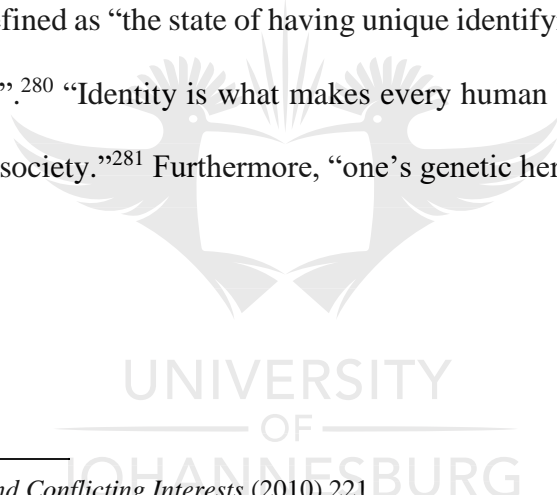 fined as “the state of having unique identify
”.280 “Identity is what makes every human
society.”281 Furthermore, “one’s genetic her
UNIVERSITY
OF
JOHANNESBURG
nd Conflicting Interests (2010) 221